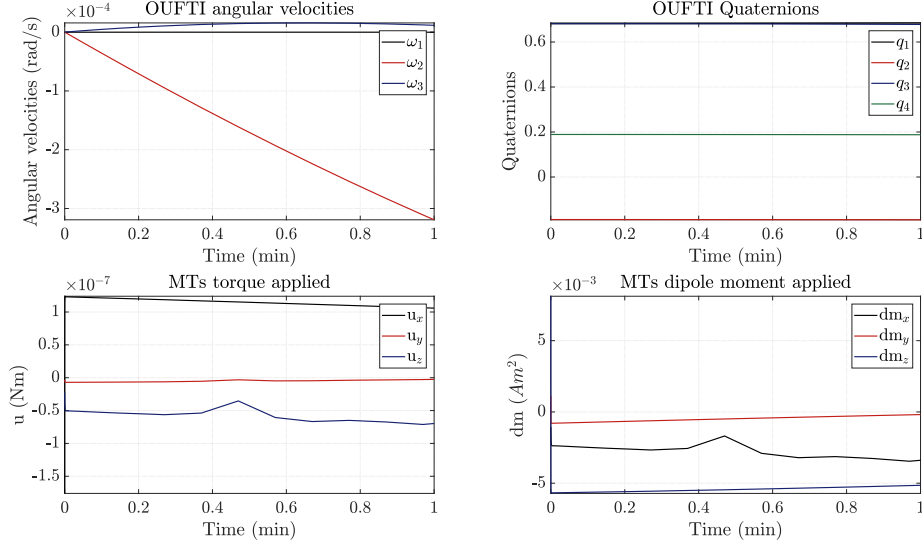 OUFTI angular velocities
×10⁻⁴
Angular velocities (rad/s)
0
-1
-2
-3
0 0.2 0.4 0.6 0.8 1
Time (min)
ω₁
ω₂
ω₃
OUFTI Quaternions
Quaternions
0.6
0.4
0.2
0
0 0.2 0.4 0.6 0.8 1
Time (min)
q₁
q₂
q₃
q₄
MTs torque applied
×10⁻⁷
u (Nm)
1
0.5
0
-0.5
-1
-1.5
0 0.2 0.4 0.6 0.8 1
Time (min)
uₓ
u_y
u_z
MTs dipole moment applied
×10⁻³
dm (Am²)
5
0
-5
0 0.2 0.4 0.6 0.8 1
Time (min)
dmₓ
dm_y
dm_z